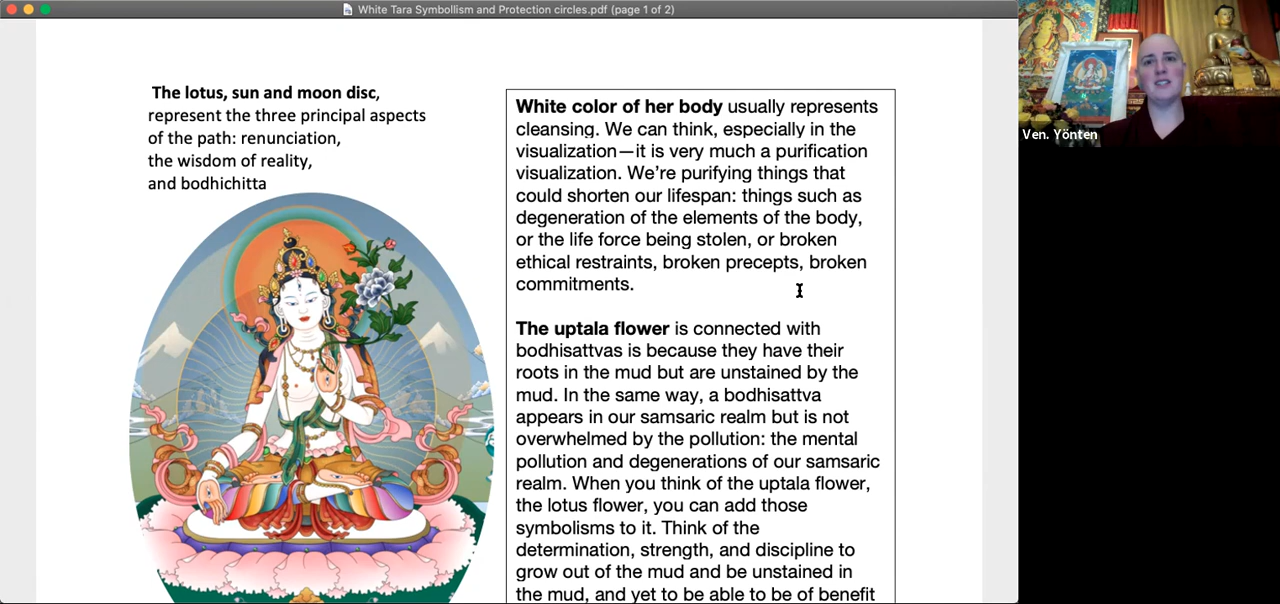 White Tara Symbollism and Protection circles.pdf (page 1 of 2)
The lotus, sun and moon disc,
represent the three principal aspects
of the path: renunciation,
the wisdom of reality,
and bodhichitta
White color of her body usually represents
cleansing. We can think, especially in the
visualization—it is very much a purification
visualization. We're purifying things that
could shorten our lifespan: things such as
degeneration of the elements of the body,
or the life force being stolen, or broken
ethical restraints, broken precepts, broken
commitments.
The uptala flower is connected with
bodhisattvas is because they have their
roots in the mud but are unstained by the
mud. In the same way, a bodhisattva
appears in our samsaric realm but is not
overwhelmed by the pollution: the mental
pollution and degenerations of our samsaric
realm. When you think of the uptala flower,
the lotus flower, you can add those
symbolisms to it. Think of the
determination, strength, and discipline to
grow out of the mud and be unstained in
the mud, and yet to be able to be of benefit
Ven. Yönten